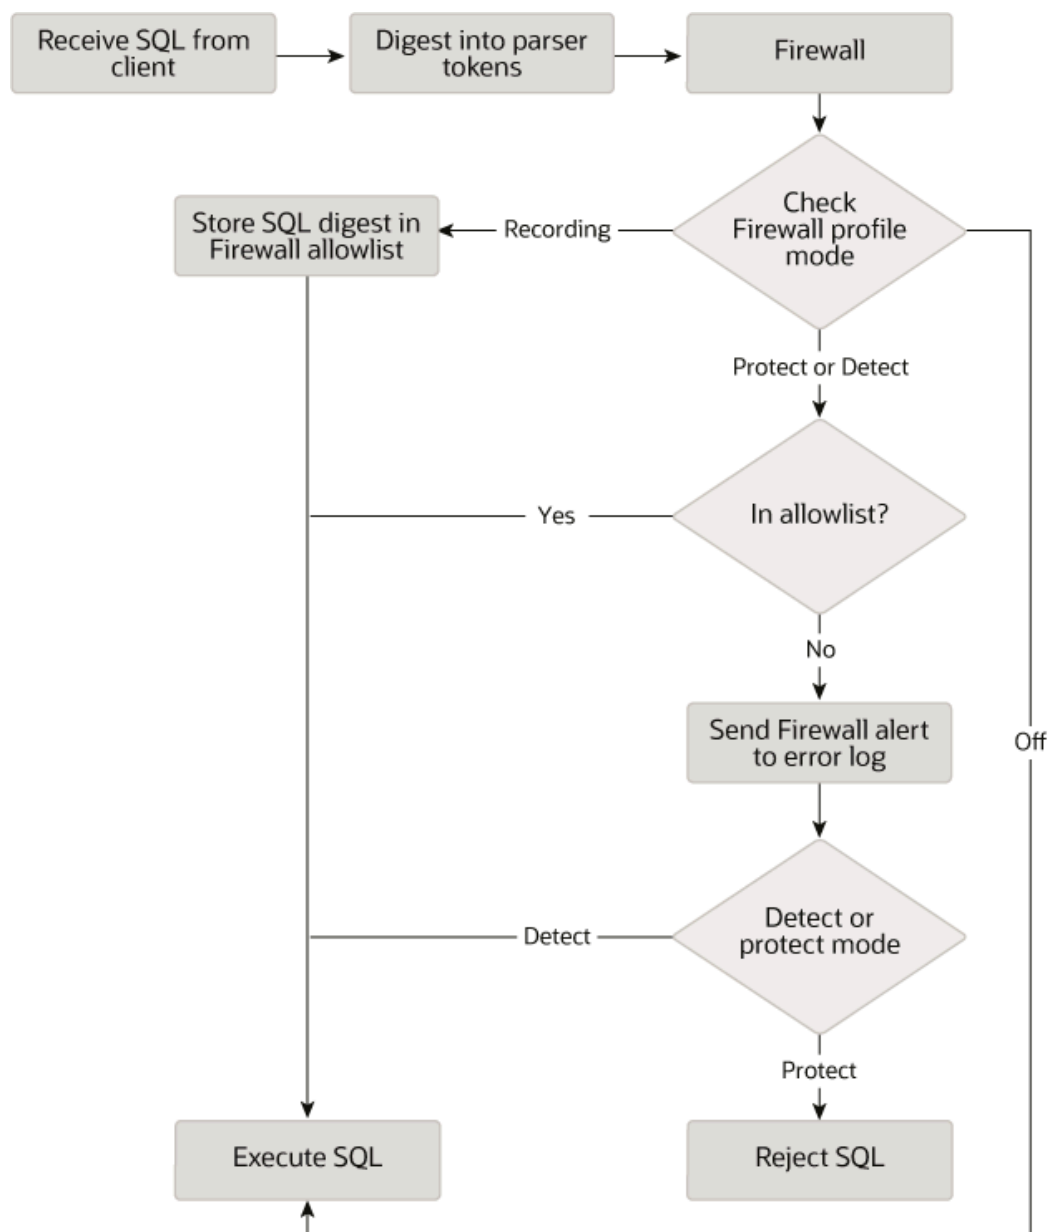 Receive SQL from
client
Digest into parser
tokens
Firewall
Check
Firewall profile
mode
Recording
Store SQL digest in
Firewall allowlist
Protect or Detect
In allowlist?
Yes
No
Send Firewall alert
to error log
Off
Detect or
protect mode
Detect
Protect
Execute SQL
Reject SQL